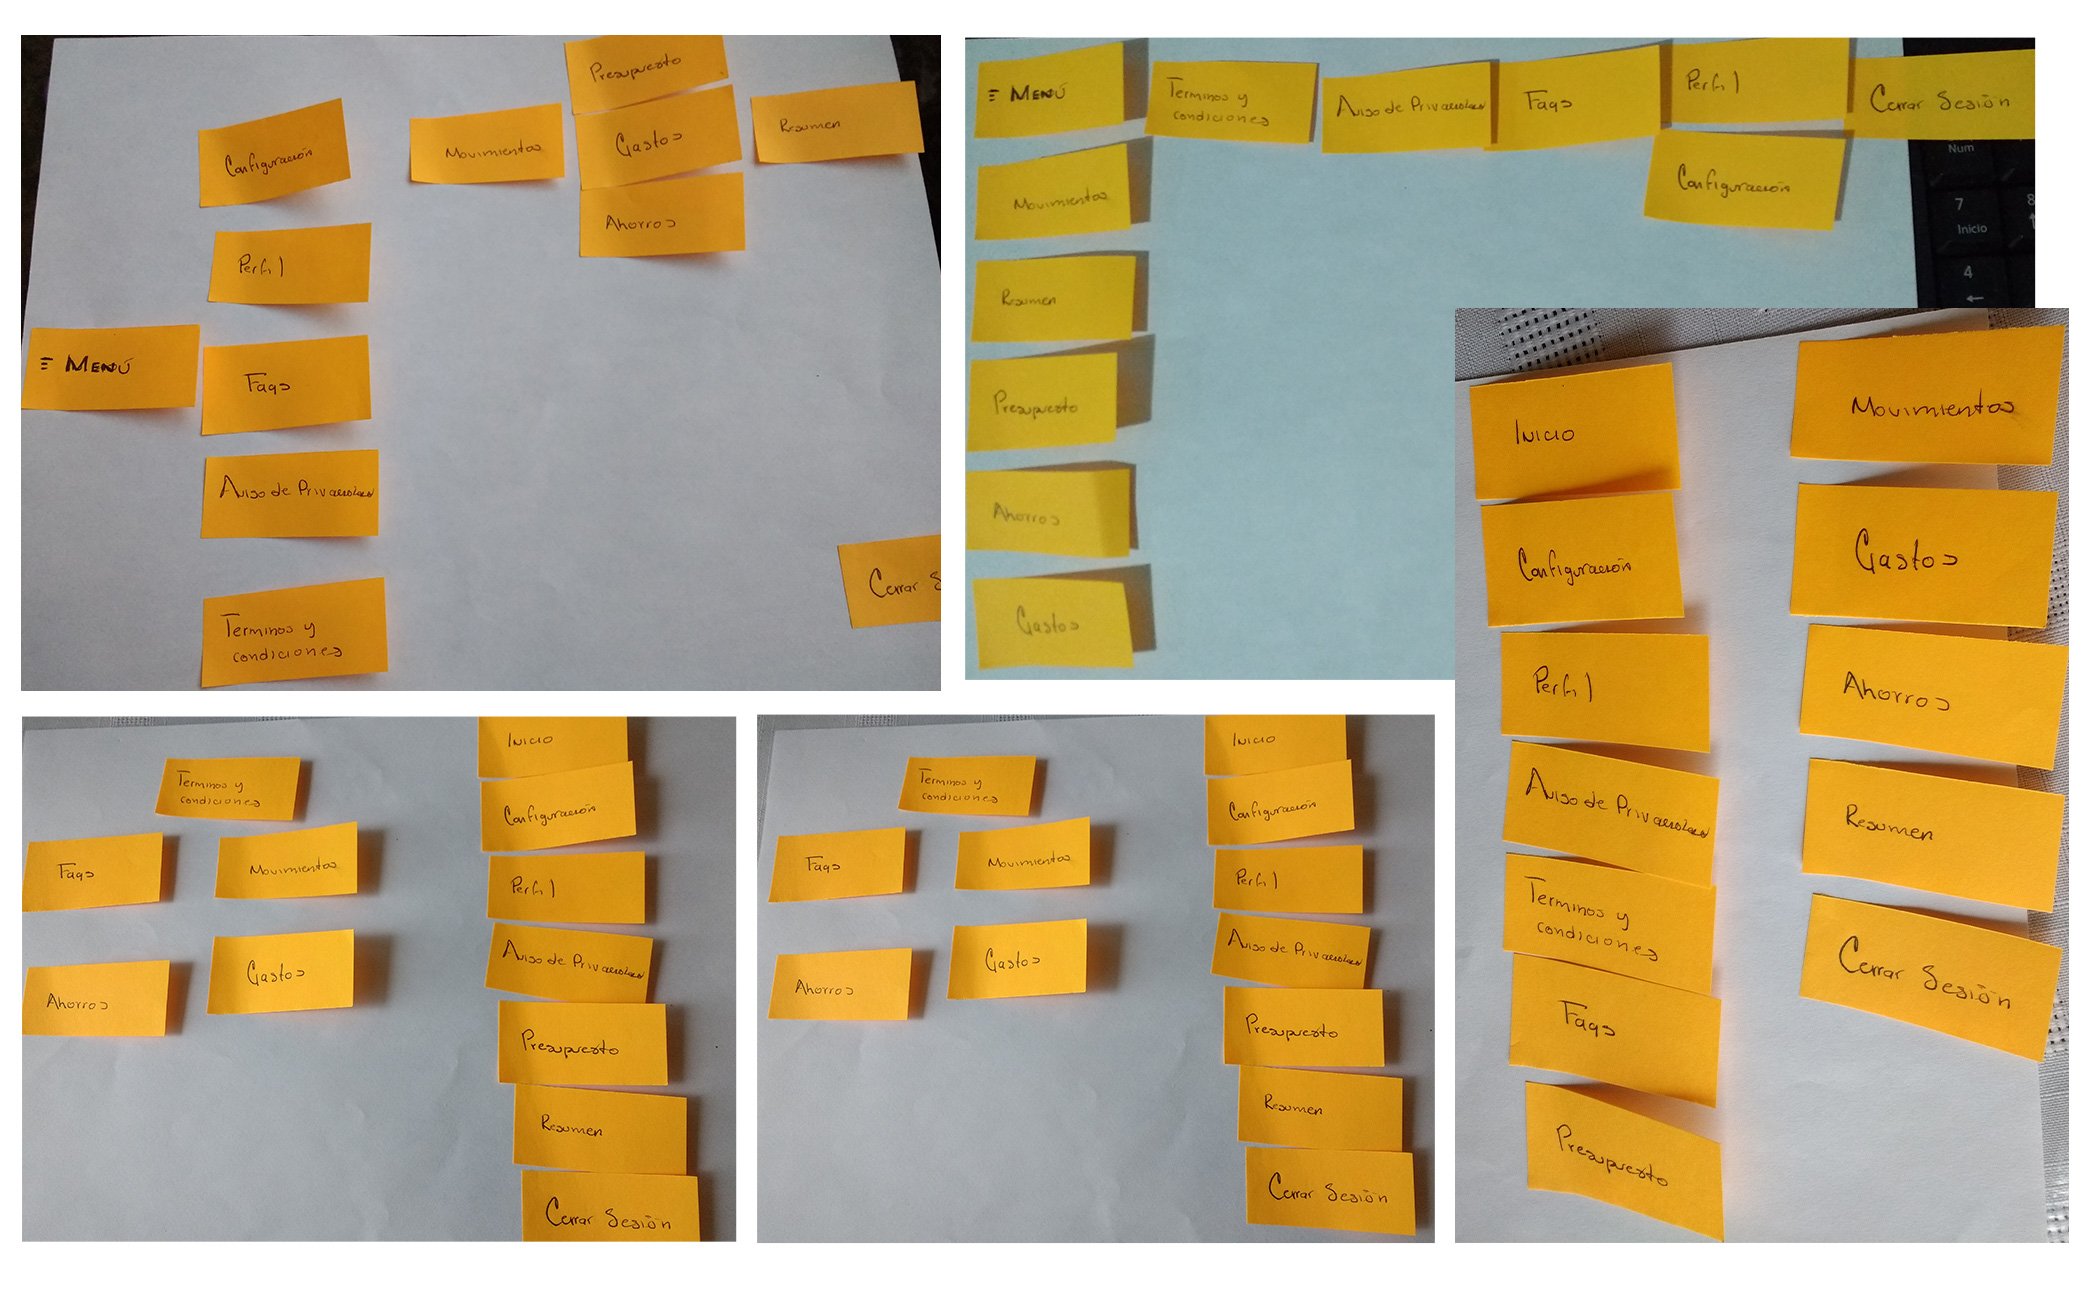 Presupuesto
Configuración
Movimientos
Gastos
Resumen
Perfil
Ahorros
≡ MENÚ
Faqs
Aviso de Privacidad
Cerrar S
Terminos y
condiciones
≡ MENÚ
Terminos y
condiciones
Aviso de Privacidad
Faqs
Perfil
Cerrar Sesión
Configuración
Movimientos
Resumen
Presupuesto
Ahorros
Gastos
Num
7
8
Inicio
4
←
Inicio
Configuración
Perfil
Aviso de Privacidad
Terminos y
condiciones
Faqs
Presupuesto
Movimientos
Gastos
Ahorros
Resumen
Cerrar Sesión
Terminos y
condiciones
Faqs
Movimientos
Ahorros
Gastos
Inicio
Configuración
Perfil
Aviso de Privacidad
Presupuesto
Resumen
Cerrar Sesión
Terminos y
condiciones
Faqs
Movimientos
Ahorros
Gastos
Inicio
Configuración
Perfil
Aviso de Privacidad
Presupuesto
Resumen
Cerrar Sesión